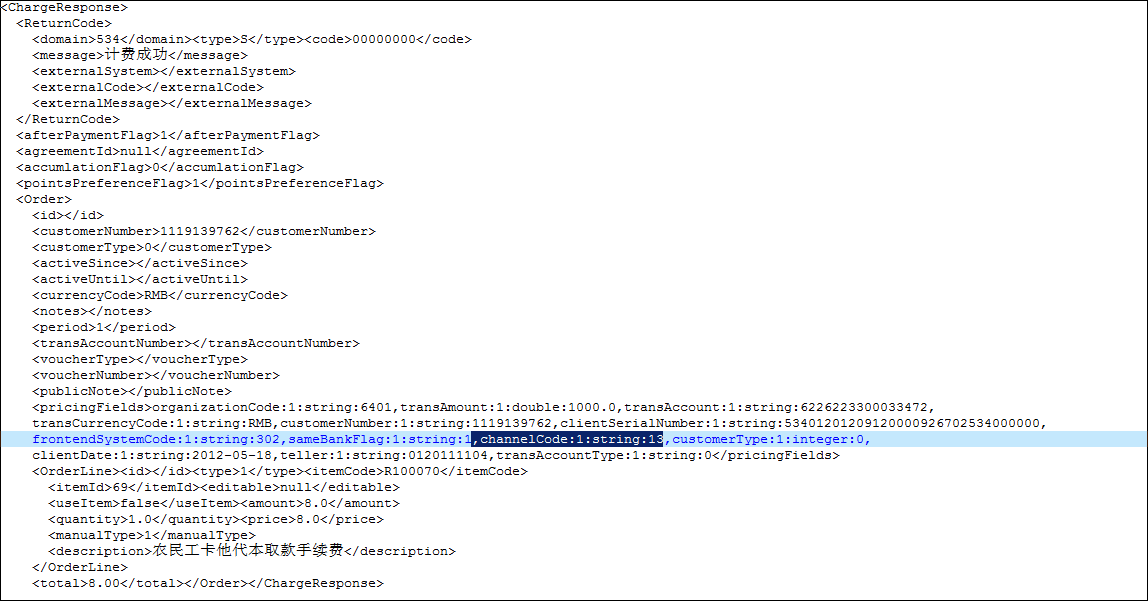 <ChargeResponse>
<ReturnCode>
<domain>534</domain><type>S</type><code>00000000</code>
<message>计费成功</message>
<externalSystem></externalSystem>
<externalCode></externalCode>
<externalMessage></externalMessage>
</ReturnCode>
<afterPaymentFlag>1</afterPaymentFlag>
<agreementId>null</agreementId>
<accumlationFlag>0</accumlationFlag>
<pointsPreferenceFlag>1</pointsPreferenceFlag>
<Order>
<id></id>
<customerNumber>1119139762</customerNumber>
<customerType>0</customerType>
<activeSince></activeSince>
<activeUntil></activeUntil>
<currencyCode>RMB</currencyCode>
<notes></notes>
<period>1</period>
<transAccountNumber></transAccountNumber>
<voucherType></voucherType>
<voucherNumber></voucherNumber>
<publicNote></publicNote>
<pricingFields>organizationCode:1:string:6401,transAmount:1:double:1000.0,transAccount:1:string:6226223300033472,
transCurrencyCode:1:string:RMB,customerNumber:1:string:1119139762,clientSerialNumber:1:string:5340120120912000092670253​4000000,
frontendSystemCode:1:string:302,sameBankFlag:1:string:1,channelCode:1:string:13,customerType:1:integer:0,
clientDate:1:string:2012-05-18,teller:1:string:0120111104,transAccountType:1:string:0</pricingFields>
<OrderLine><id></id><type>1</type><itemCode>R100070</itemCode>
<itemId>69</itemId><editable>null</editable>
<useItem>false</useItem><amount>8.0</amount>
<quantity>1.0</quantity><price>8.0</price>
<manualType>1</manualType>
<description>农民工卡他代本取款手续费</description>
</OrderLine>
<total>8.00</total></Order></ChargeResponse>